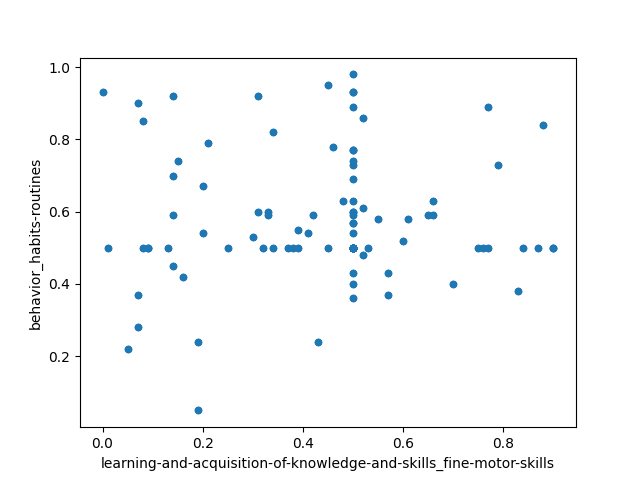 1.0
0.8
0.6
0.4
0.2
behavior_habits-routines
0.0 0.2 0.4 0.6 0.8
learning-and-acquisition-of-knowledge-and-skills_fine-motor-skills